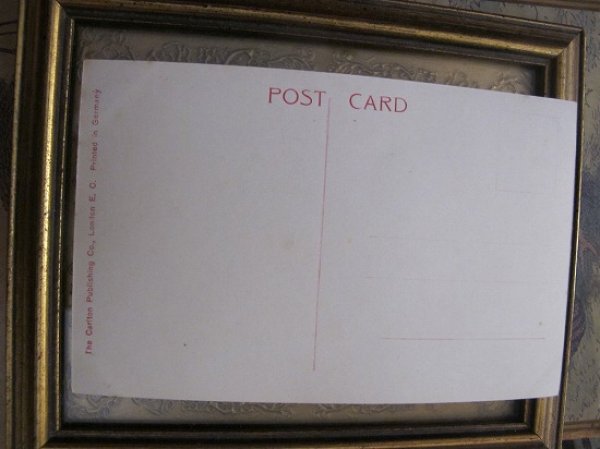 POST CARD
The Carlton Publishing Co., London E. C. Printed in Germany